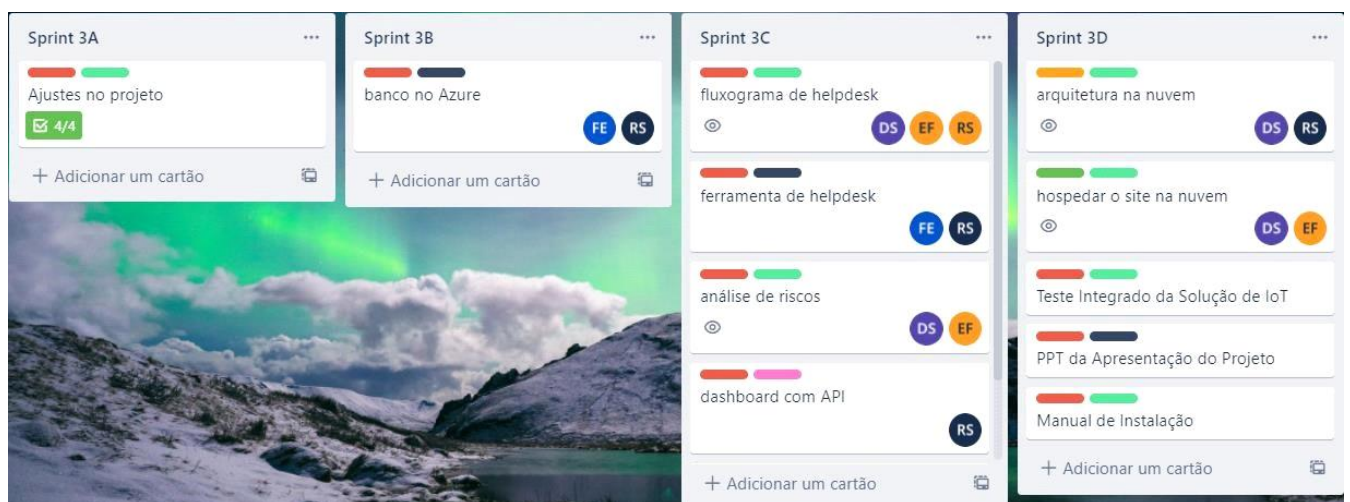 Sprint 3A
Ajustes no projeto
4/4
+ Adicionar um cartão
Sprint 3B
banco no Azure
FE RS
+ Adicionar um cartão
Sprint 3C
fluxograma de helpdesk
DS EF RS
ferramenta de helpdesk
FE RS
análise de riscos
DS EF
dashboard com API
RS
+ Adicionar um cartão
Sprint 3D
arquitetura na nuvem
DS RS
hospedar o site na nuvem
DS EF
Teste Integrado da Solução de IoT
PPT da Apresentação do Projeto
Manual de Instalação
+ Adicionar um cartão